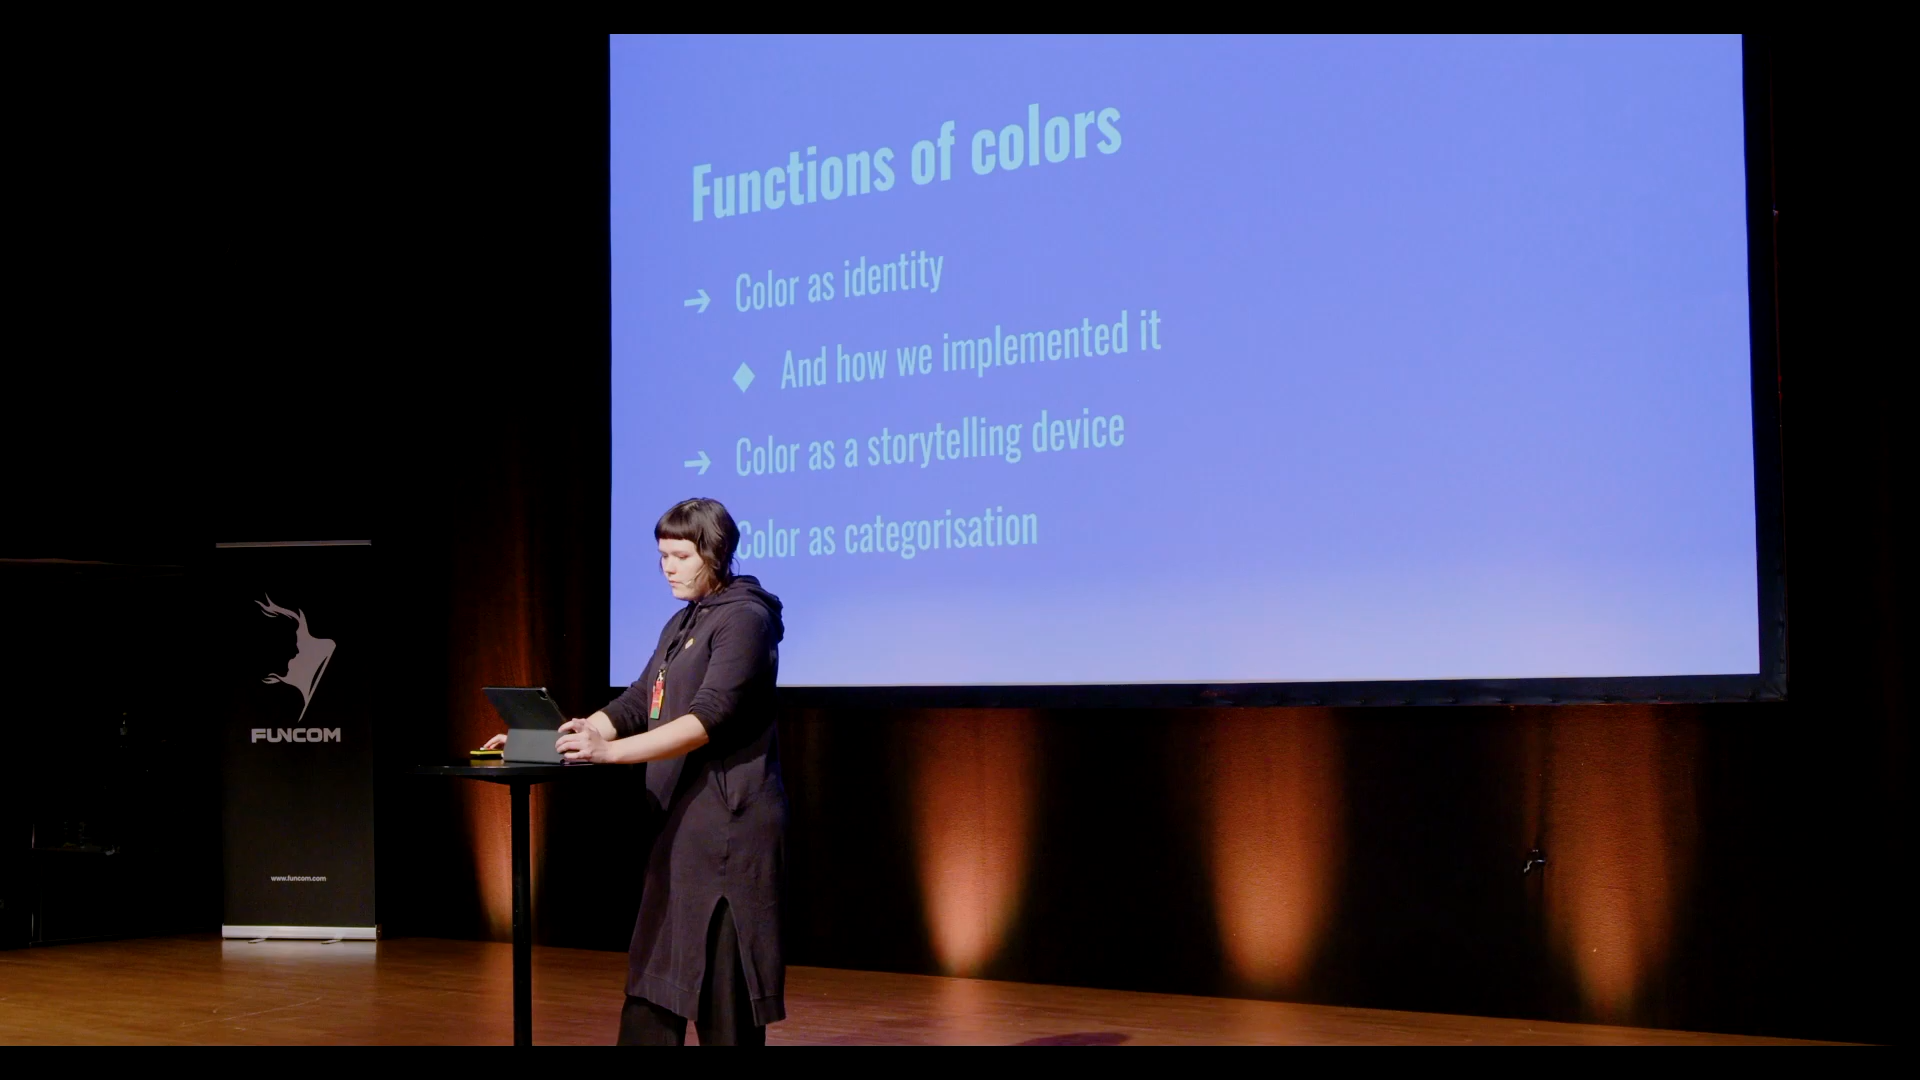 Functions of colors
→ Color as identity
◆ And how we implemented it
→ Color as a storytelling device
Color as categorisation
FUNCOM
www.funcom.com